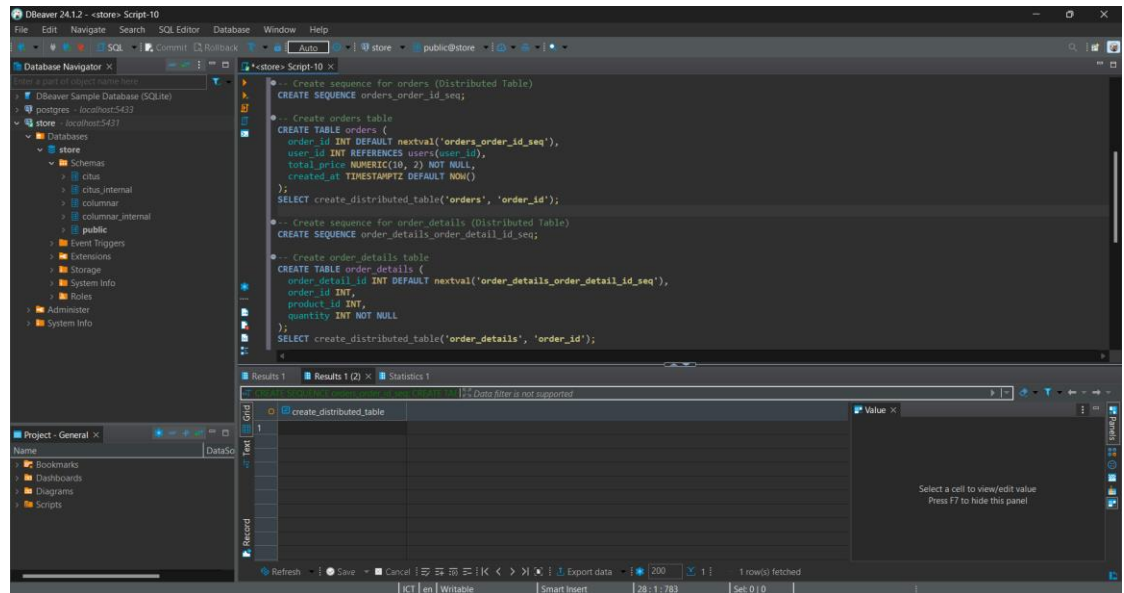 DBeaver 24.1.2 - <store> Script-10
File Edit Navigate Search SQL Editor Database Window Help
SQL Commit Rollback Auto store public@store
Database Navigator ×
Enter a part of object name here
DBeaver Sample Database (SQLite)
postgres - localhost:5433
store - localhost:5431
Databases
store
Schemas
citus
citus_internal
columnar
columnar_internal
public
Event Triggers
Extensions
Storage
System Info
Roles
Administer
System Info
Project - General ×
Name DataSo
Bookmarks
Dashboards
Diagrams
Scripts
*<store> Script-10 ×
-- Create sequence for orders (Distributed Table)
CREATE SEQUENCE orders_order_id_seq;
-- Create orders table
CREATE TABLE orders (
order_id INT DEFAULT nextval('orders_order_id_seq'),
user_id INT REFERENCES users(user_id),
total_price NUMERIC(10, 2) NOT NULL,
created_at TIMESTAMPTZ DEFAULT NOW()
);
SELECT create_distributed_table('orders', 'order_id');
-- Create sequence for order_details (Distributed Table)
CREATE SEQUENCE order_details_order_detail_id_seq;
-- Create order_details table
CREATE TABLE order_details (
order_detail_id INT DEFAULT nextval('order_details_order_detail_id_seq'),
order_id INT,
product_id INT,
quantity INT NOT NULL
);
SELECT create_distributed_table('order_details', 'order_id');
Results 1 Results 1 (2) × Statistics 1
CREATE SEQUENCE orders_order_id_seq; CREATE TAB Data filter is not supported
Grid
Text
Record
create_distributed_table
1
Value ×
Select a cell to view/edit value
Press F7 to hide this panel
Panels
Refresh Save Cancel Export data 200 1 1 row(s) fetched
ICT en Writable Smart Insert 28 : 1 : 783 Sel: 0 | 0